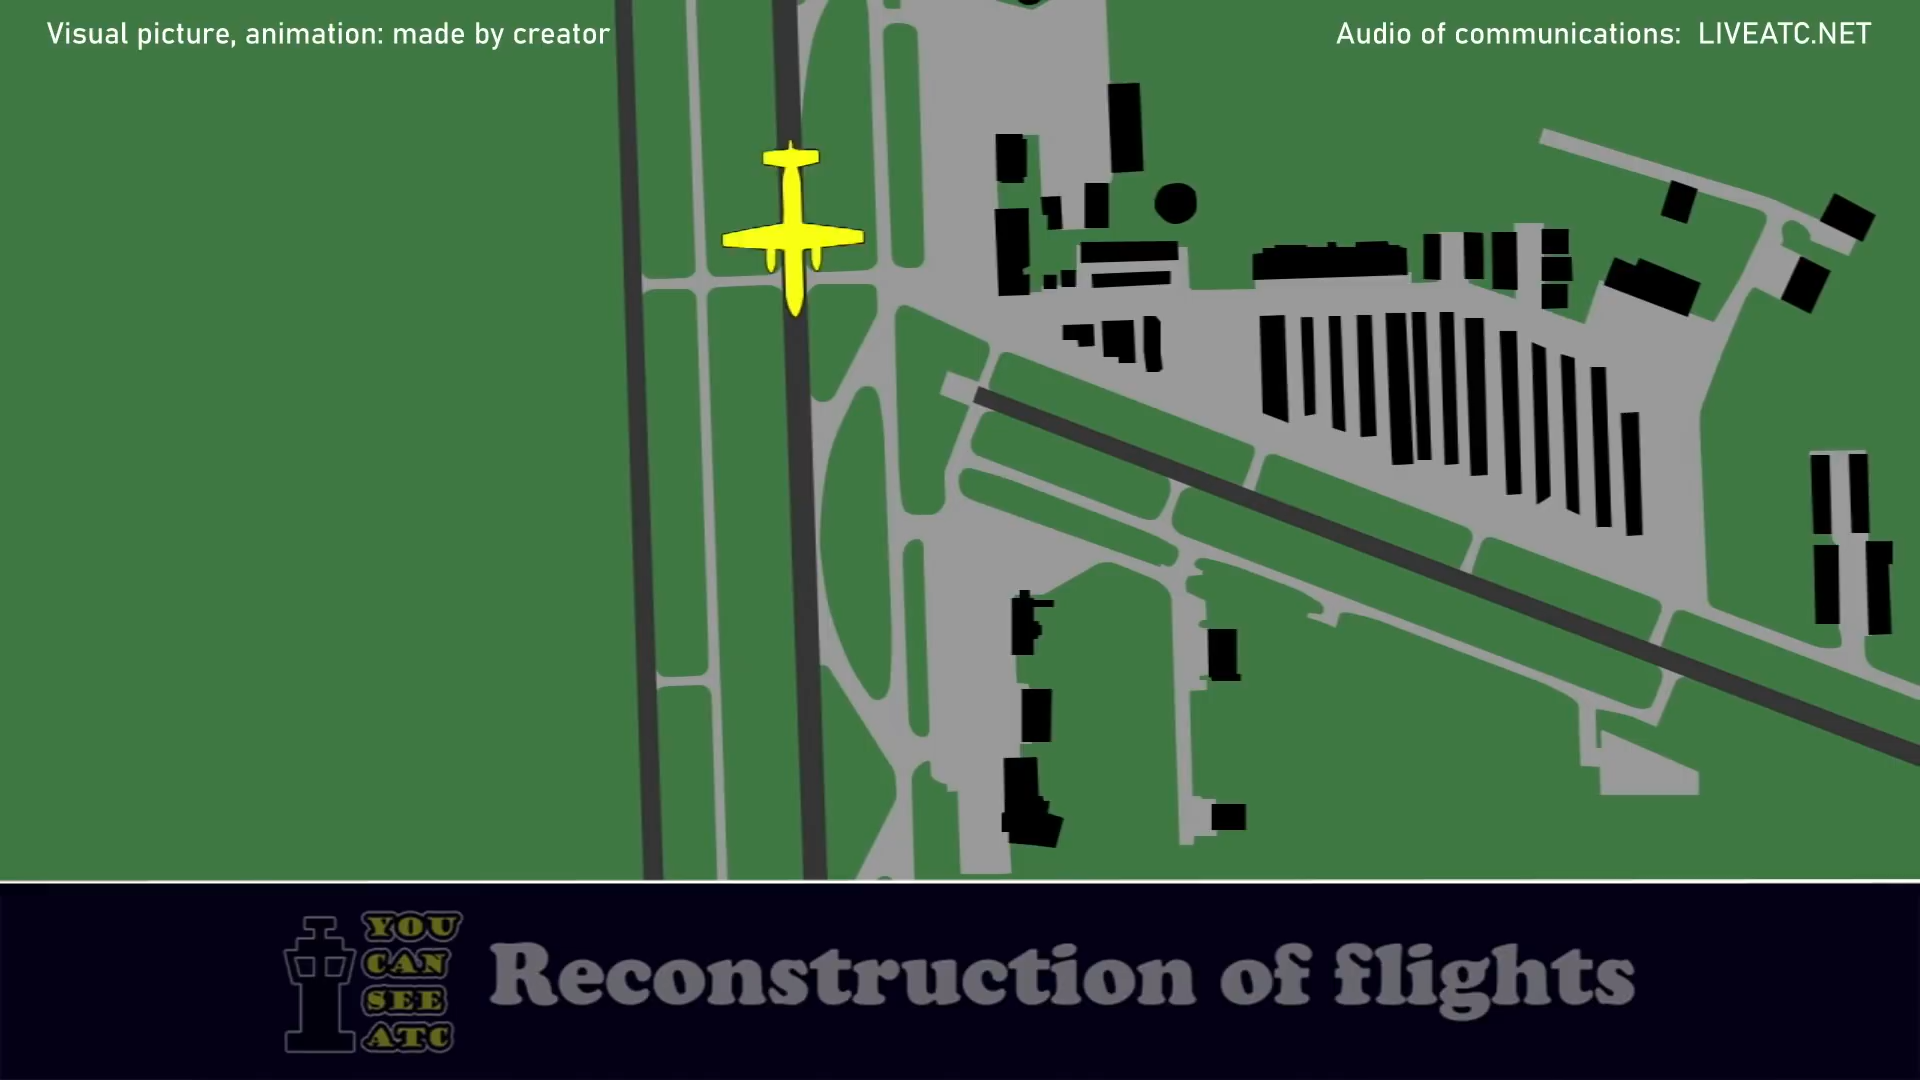 Visual picture, animation: made by creator
Audio of communications: LIVEATC.NET
YOU
CAN
SEE
ATC
Reconstruction of flights